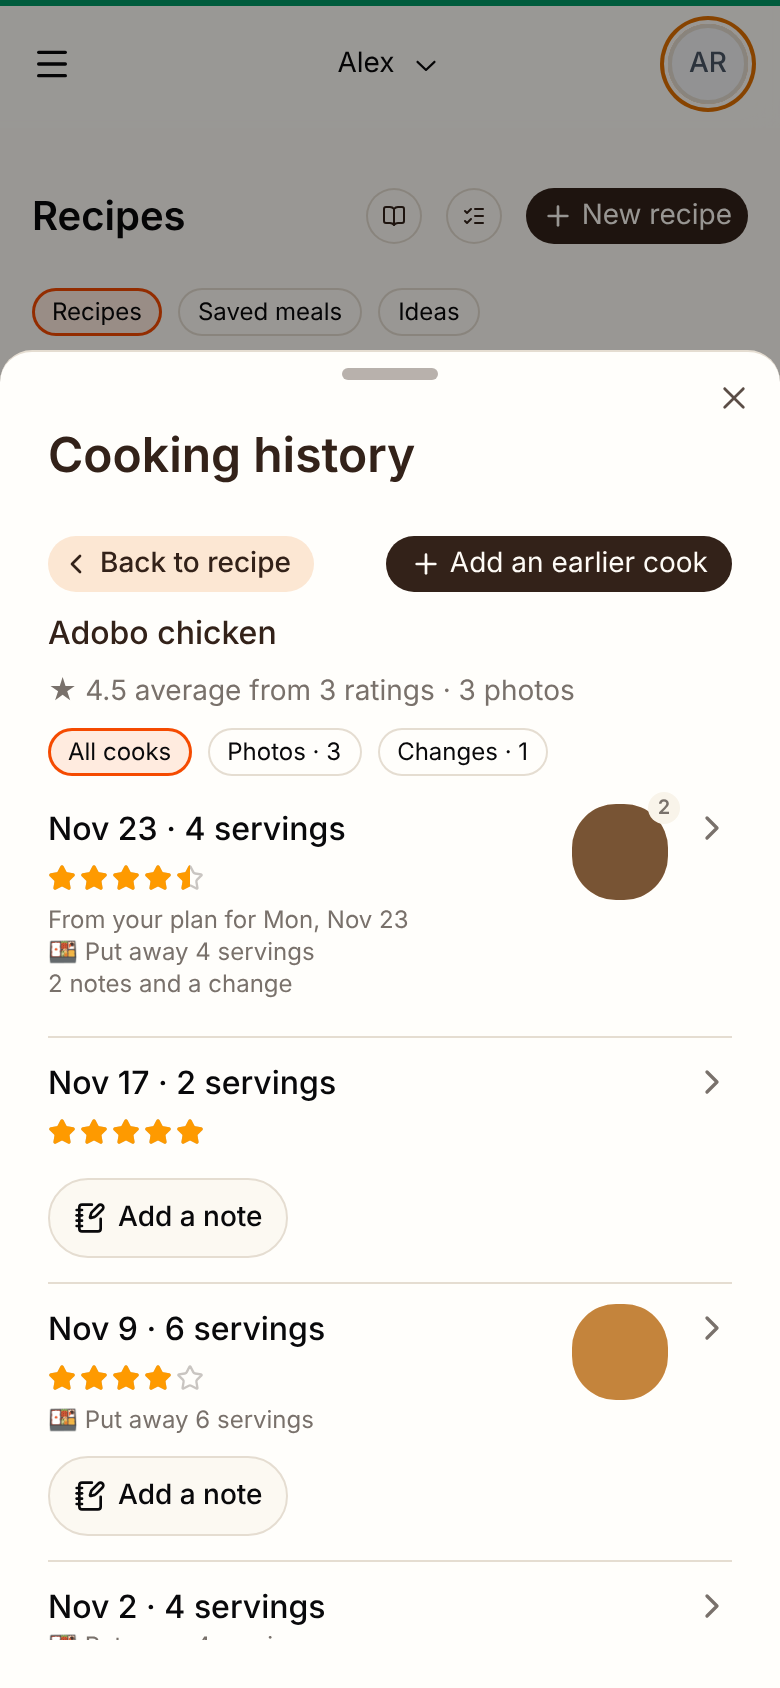 Alex
AR
Recipes
New recipe
Recipes
Saved meals
Ideas
Cooking history
Back to recipe
Add an earlier cook
Adobo chicken
★ 4.5 average from 3 ratings · 3 photos
All cooks
Photos · 3
Changes · 1
Nov 23 · 4 servings
2
From your plan for Mon, Nov 23
🍱 Put away 4 servings
2 notes and a change
Nov 17 · 2 servings
Add a note
Nov 9 · 6 servings
🍱 Put away 6 servings
Add a note
Nov 2 · 4 servings